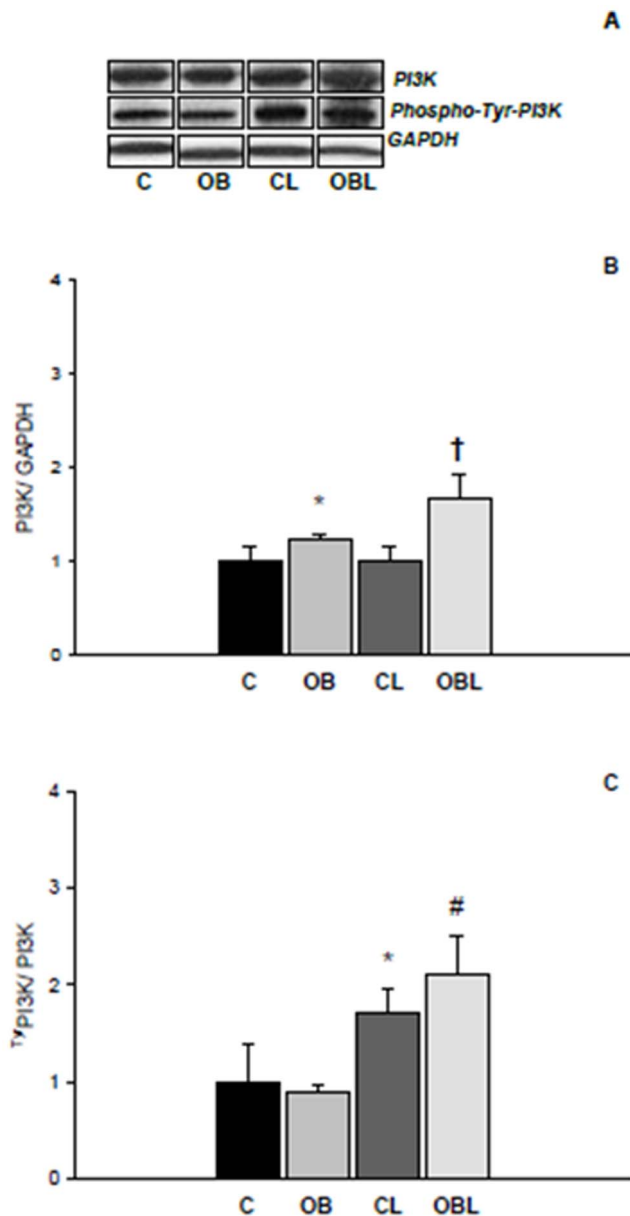 A
PI3K
Phospho-Tyr-PI3K
GAPDH
C OB CL OBL
B
4
3
2
1
0
PI3K/ GAPDH
*
†
C OB CL OBL
C
4
3
2
1
0
TyPI3K/ PI3K
*
#
C OB CL OBL